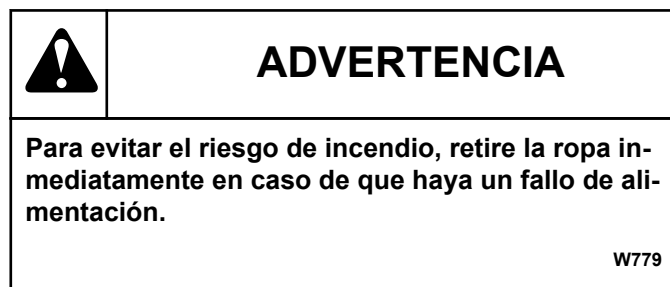 ADVERTENCIA
Para evitar el riesgo de incendio, retire la ropa in-
mediatamente en caso de que haya un fallo de ali-
mentación.
W779